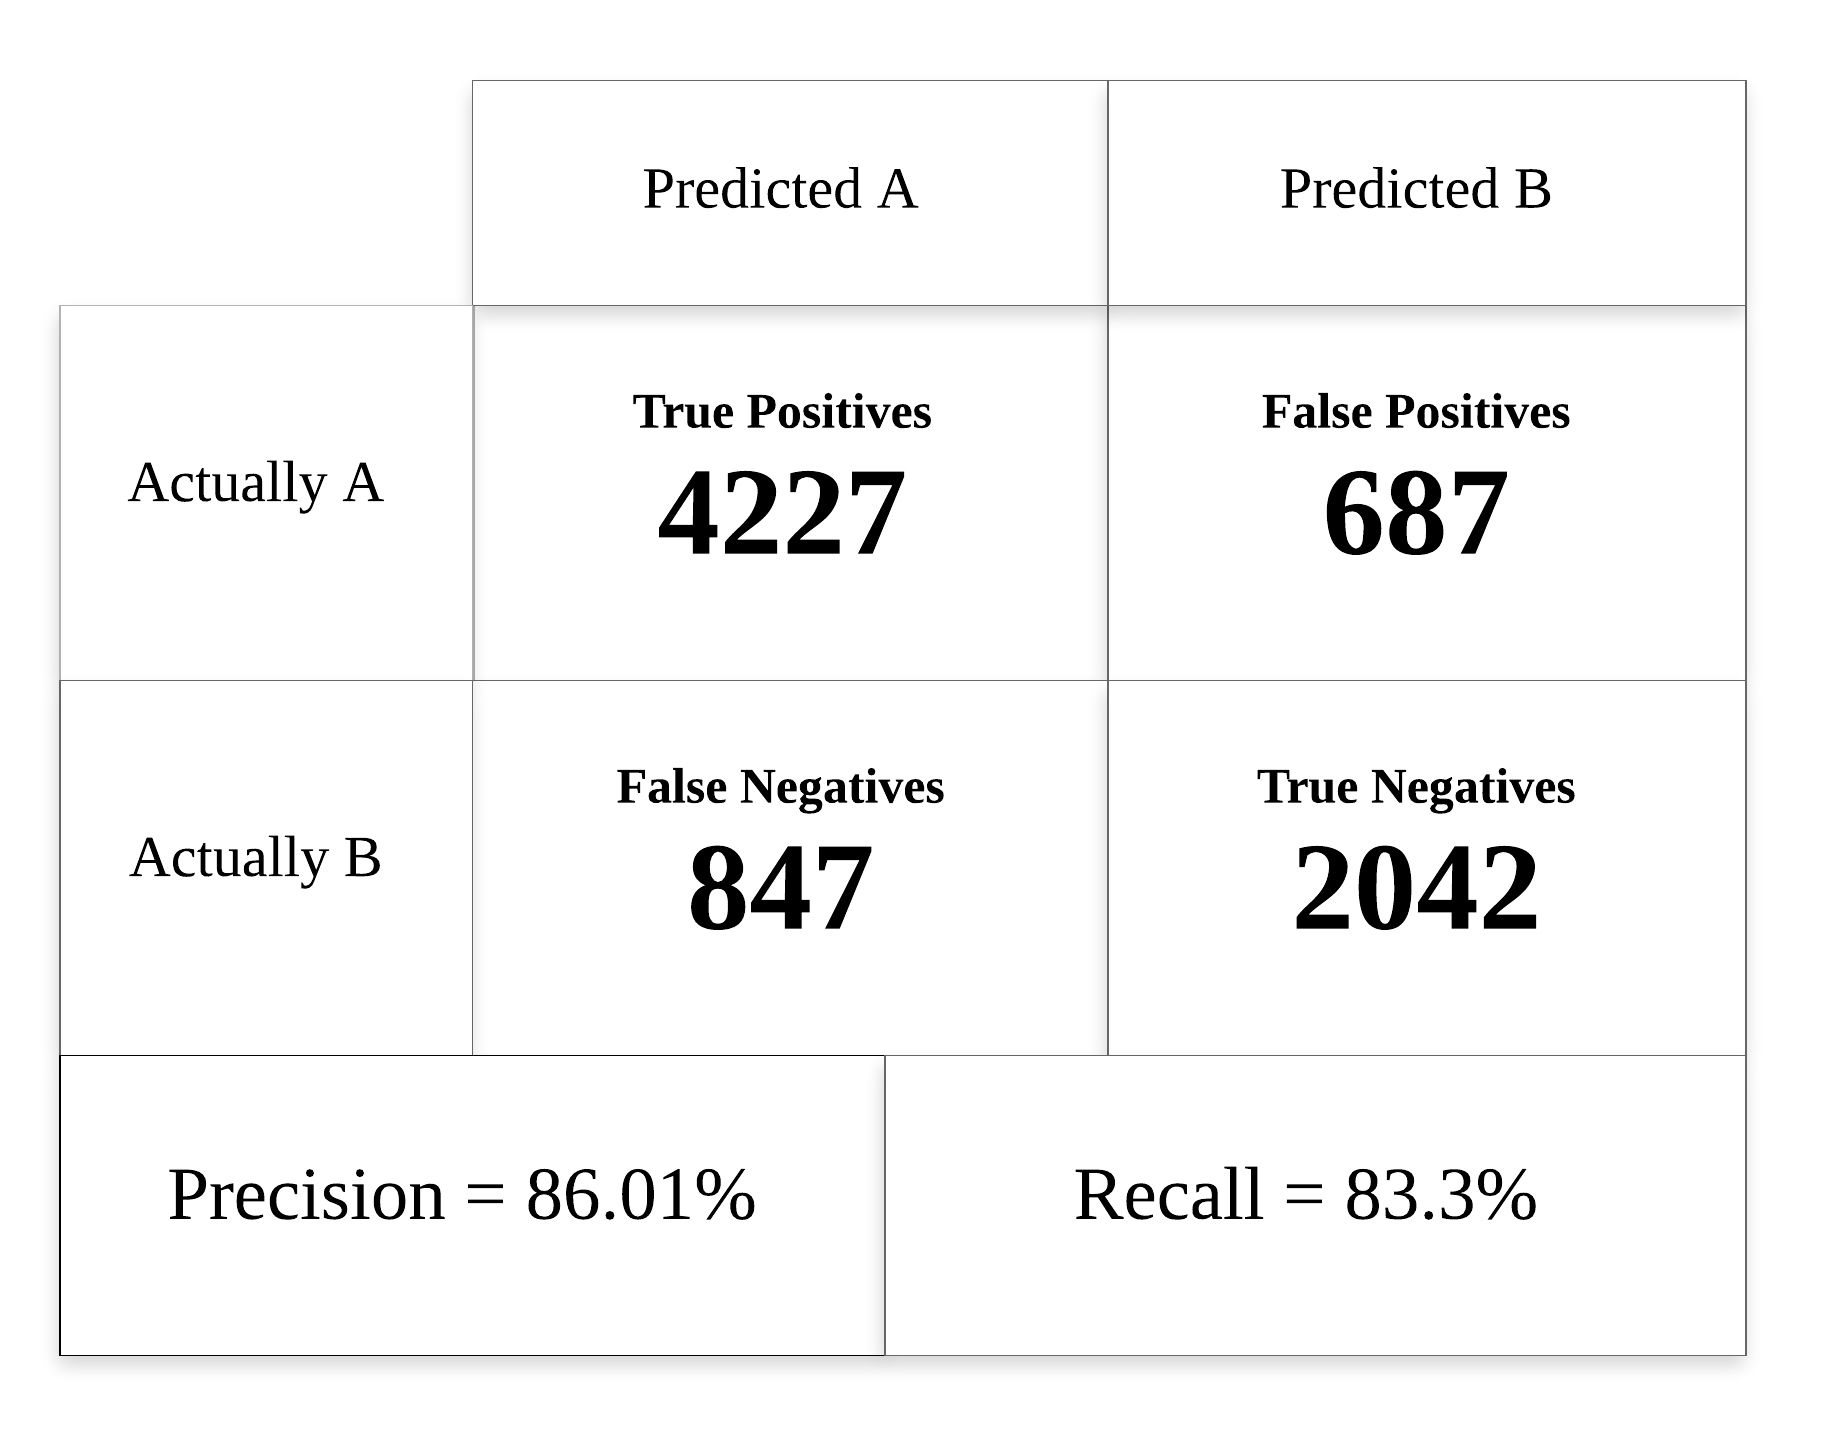 Predicted A
Predicted B
Actually A
True Positives
4227
False Positives
687
Actually B
False Negatives
847
True Negatives
2042
Precision = 86.01%
Recall = 83.3%